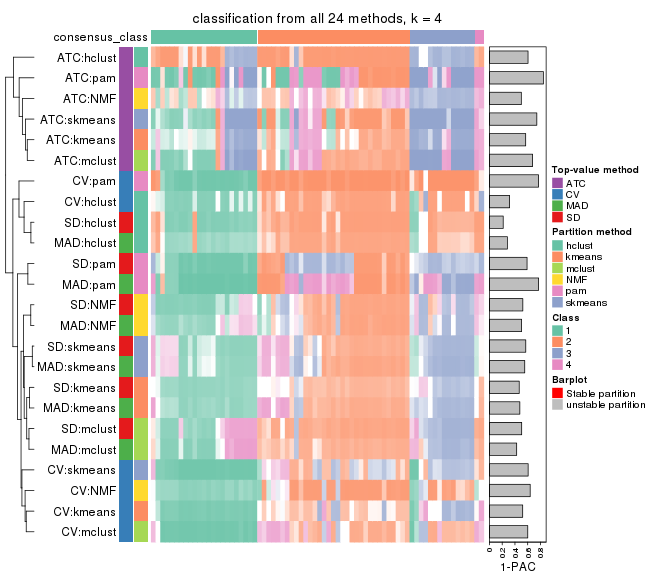 classification from all 24 methods, k = 4
consensus_class
ATC:hclust
ATC:pam
ATC:NMF
ATC:skmeans
ATC:kmeans
ATC:mclust
CV:pam
CV:hclust
SD:hclust
MAD:hclust
SD:pam
MAD:pam
SD:NMF
MAD:NMF
SD:skmeans
MAD:skmeans
SD:kmeans
MAD:kmeans
SD:mclust
MAD:mclust
CV:skmeans
CV:NMF
CV:kmeans
CV:mclust
0 0.2 0.4 0.6 0.8
1-PAC
Top-value method
ATC
CV
MAD
SD
Partition method
hclust
kmeans
mclust
NMF
pam
skmeans
Class
1
2
3
4
Barplot
Stable partition
unstable partition